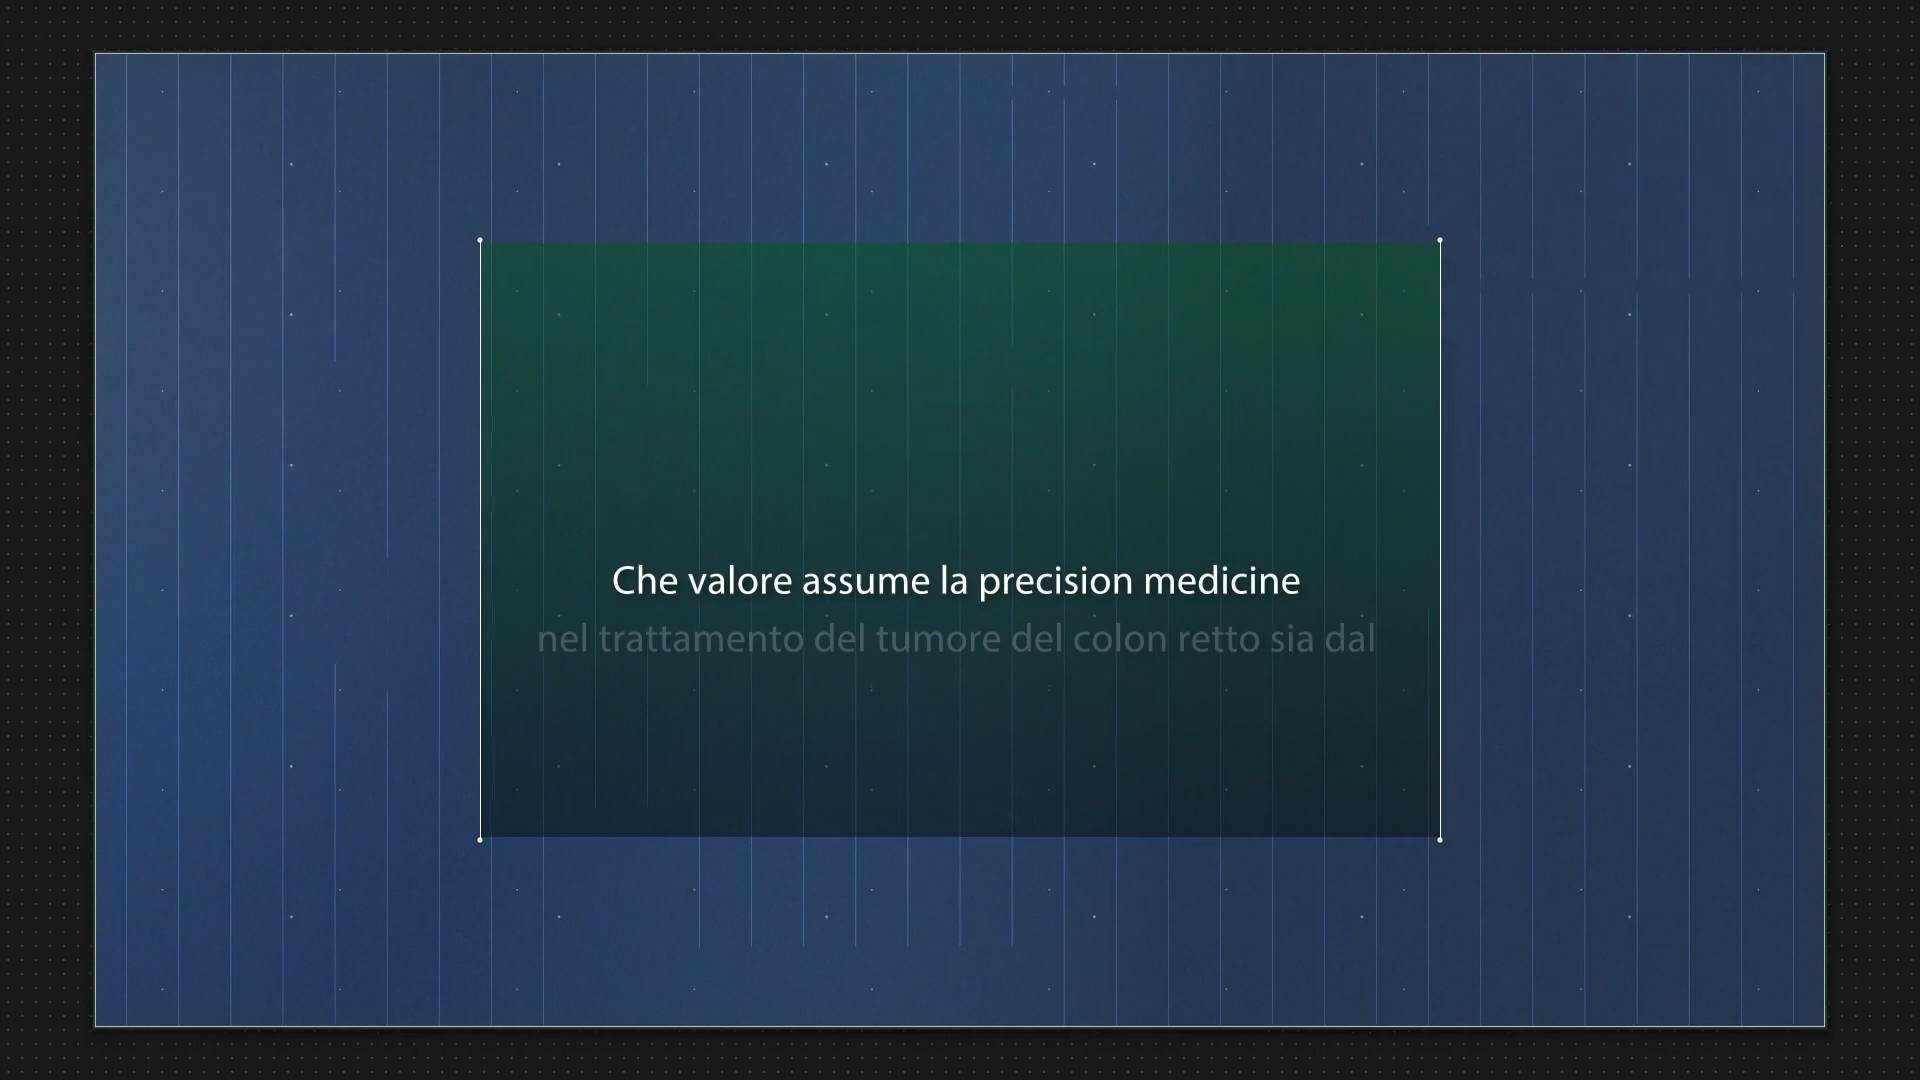 Che valore assume la precision medicine
nel trattamento del tumore del colon retto sia dal